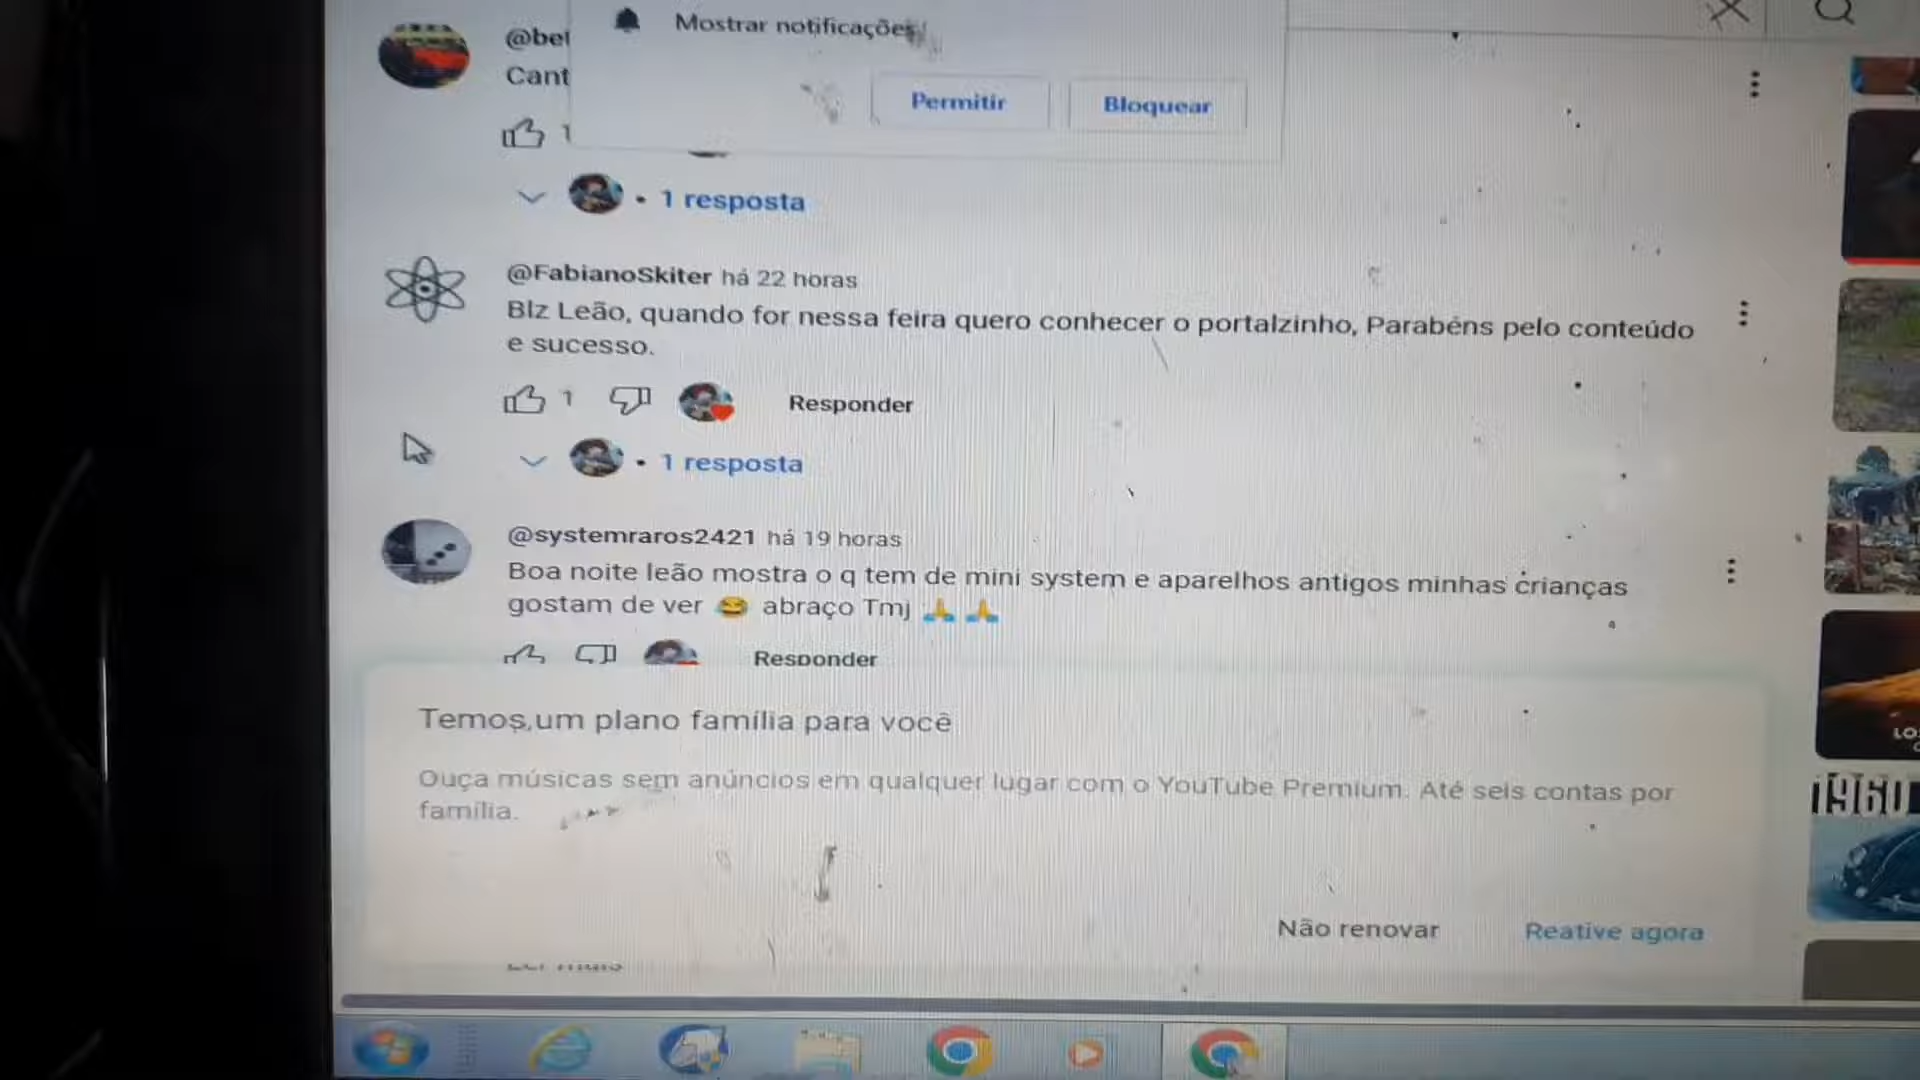 Mostrar notificações
Permitir
Bloquear
@bel
Cant
1
1 resposta
@FabianoSkiter há 22 horas
Blz Leão, quando for nessa feira quero conhecer o portalzinho, Parabéns pelo conteúdo
e sucesso.
1
Responder
1 resposta
@systemraros2421 há 19 horas
Boa noite leão mostra o q tem de mini system e aparelhos antigos minhas crianças
gostam de ver 😂 abraço Tmj 🙏 🙏
Responder
Temos um plano família para você
Ouça músicas sem anúncios em qualquer lugar com o YouTube Premium. Até seis contas por
família.
Não renovar
Reative agora
LO
1960